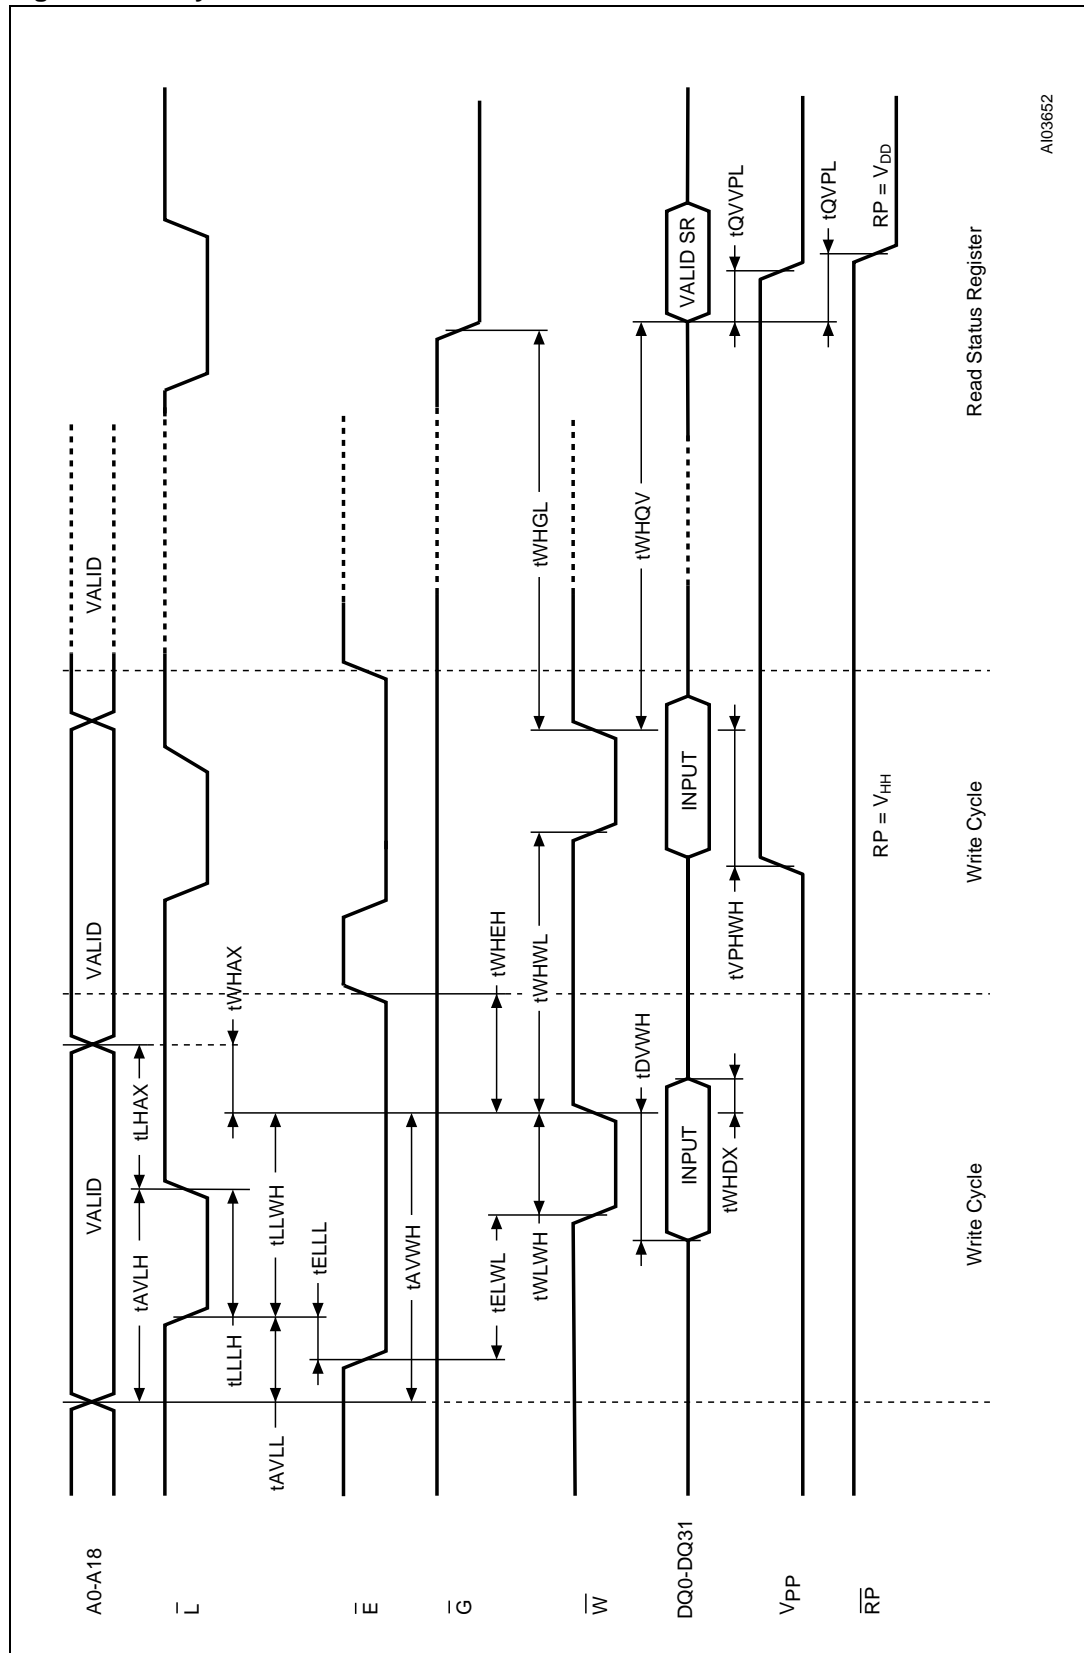 A0-A18
VALID
VALID
VALID
L
tAVLH
tLHAX
tLLLH
tWHAX
tAVLL
tLLWH
tELLL
E
tAVWH
G
tELWL
tWHEH
tWLWH
tWHWL
tWHGL
W
tDVWH
tWHQV
DQ0-DQ31
INPUT
INPUT
VALID SR
tWHDX
tVPHWH
tQVVPL
VPP
tQVPL
RP
RP = VHH
RP = VDD
Write Cycle
Write Cycle
Read Status Register
AI03652